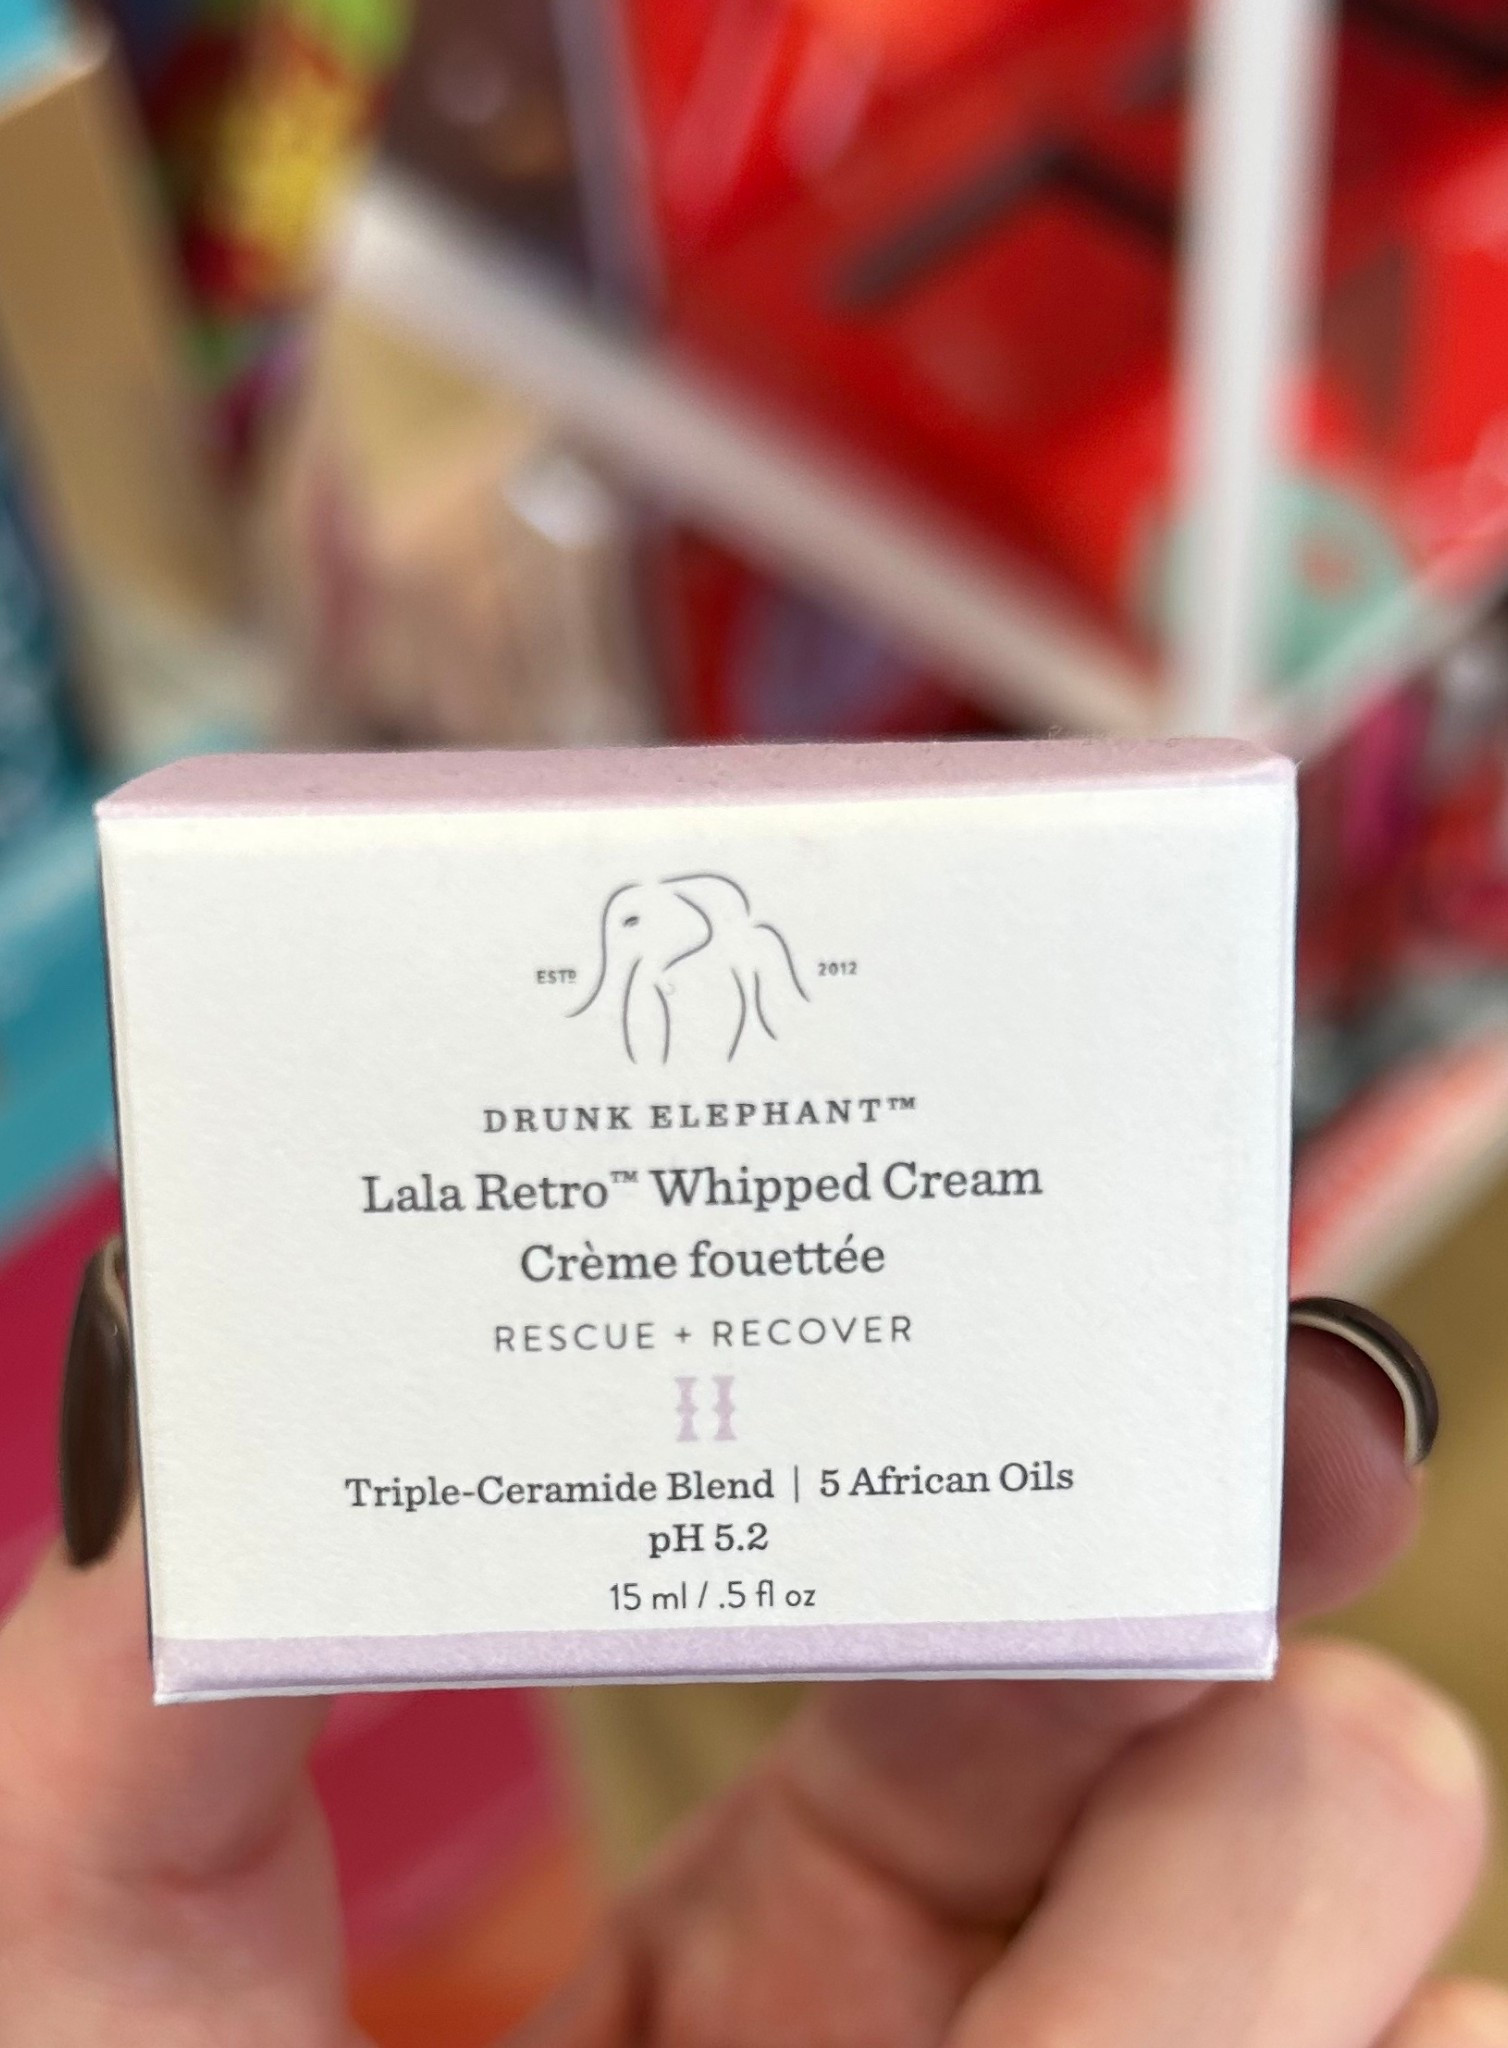 ESTD 2012
DRUNK ELEPHANT™
Lala Retro™ Whipped Cream
Crème fouettée
RESCUE + RECOVER
Triple-Ceramide Blend | 5 African Oils
pH 5.2
15 ml / .5 fl oz